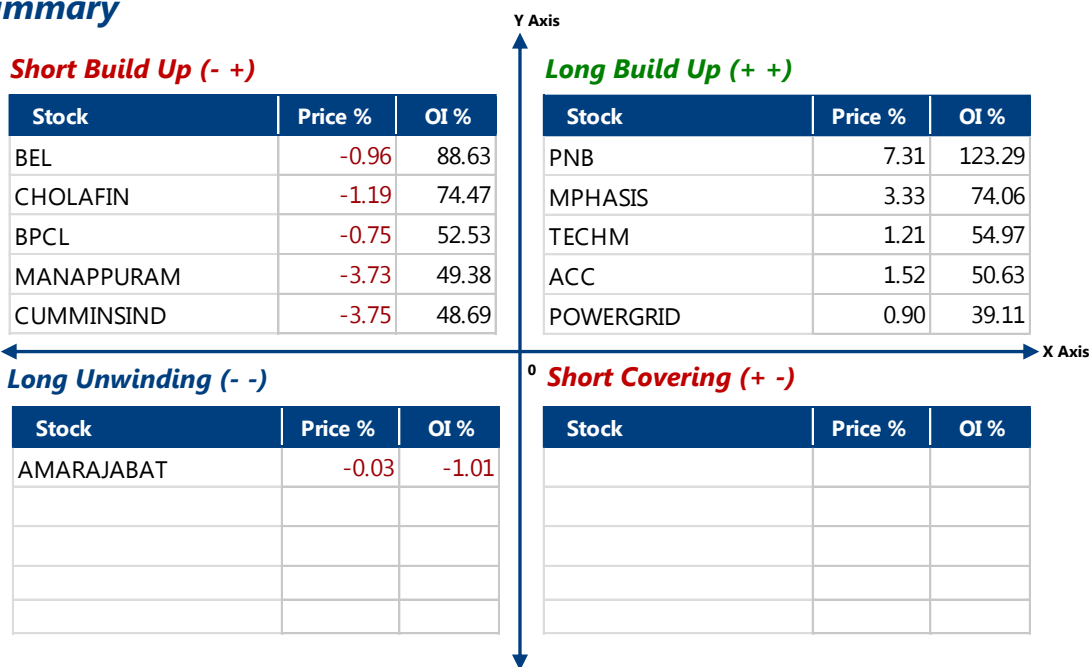 Y Axis
Short Build Up (- +)
Stock Price % OI %
BEL -0.96 88.63
CHOLAFIN -1.19 74.47
BPCL -0.75 52.53
MANAPPURAM -3.73 49.38
CUMMINSIND -3.75 48.69
Long Build Up (+ +)
Stock Price % OI %
PNB 7.31 123.29
MPHASIS 3.33 74.06
TECHM 1.21 54.97
ACC 1.52 50.63
POWERGRID 0.90 39.11
X Axis
0
Long Unwinding (- -)
Stock Price % OI %
AMARAJABAT -0.03 -1.01
Short Covering (+ -)
Stock Price % OI %